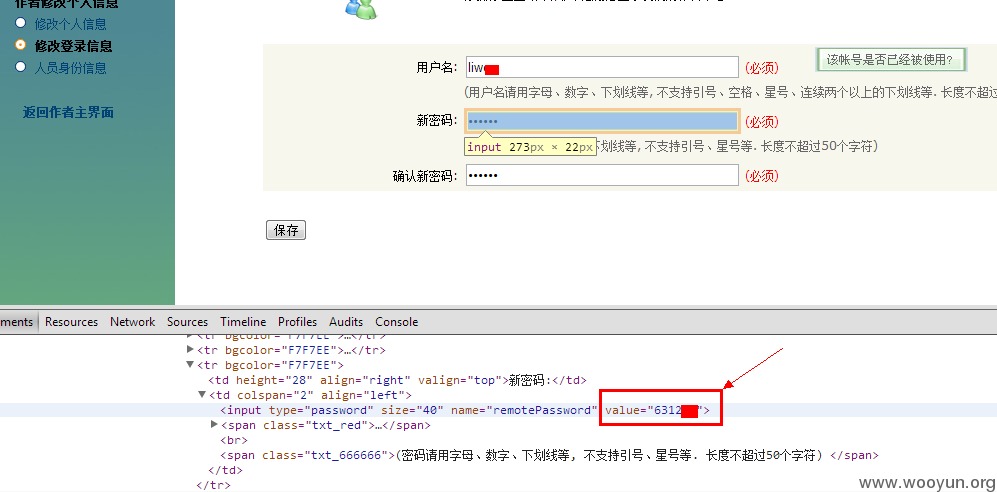 作者修改个人信息
修改个人信息
修改登录信息
人员身份信息
返回作者主界面
用户名: liw (必须) 该帐号是否已经被使用?
(用户名请用字母、数字、下划线等,不支持引号、空格、星号、连续两个以上的下划线等.长度不超过
新密码: •••••• (必须)
input 273px × 22px 下划线等,不支持引号、星号等.长度不超过50个字符)
确认新密码: •••••• (必须)
保存
ments Resources Network Sources Timeline Profiles Audits Console
<tr bgcolor="F7F7EE">…</tr>
<tr bgcolor="F7F7EE">…</tr>
<tr bgcolor="F7F7EE">
<td height="28" align="right" valign="top">新密码:</td>
<td colspan="2" align="left">
<input type="password" size="40" name="remotePassword" value="6312">
<span class="txt_red">…</span>
<br>
<span class="txt_666666">(密码请用字母、数字、下划线等, 不支持引号、星号等. 长度不超过50个字符) </span>
</td>
</tr>
www.wooyun.org